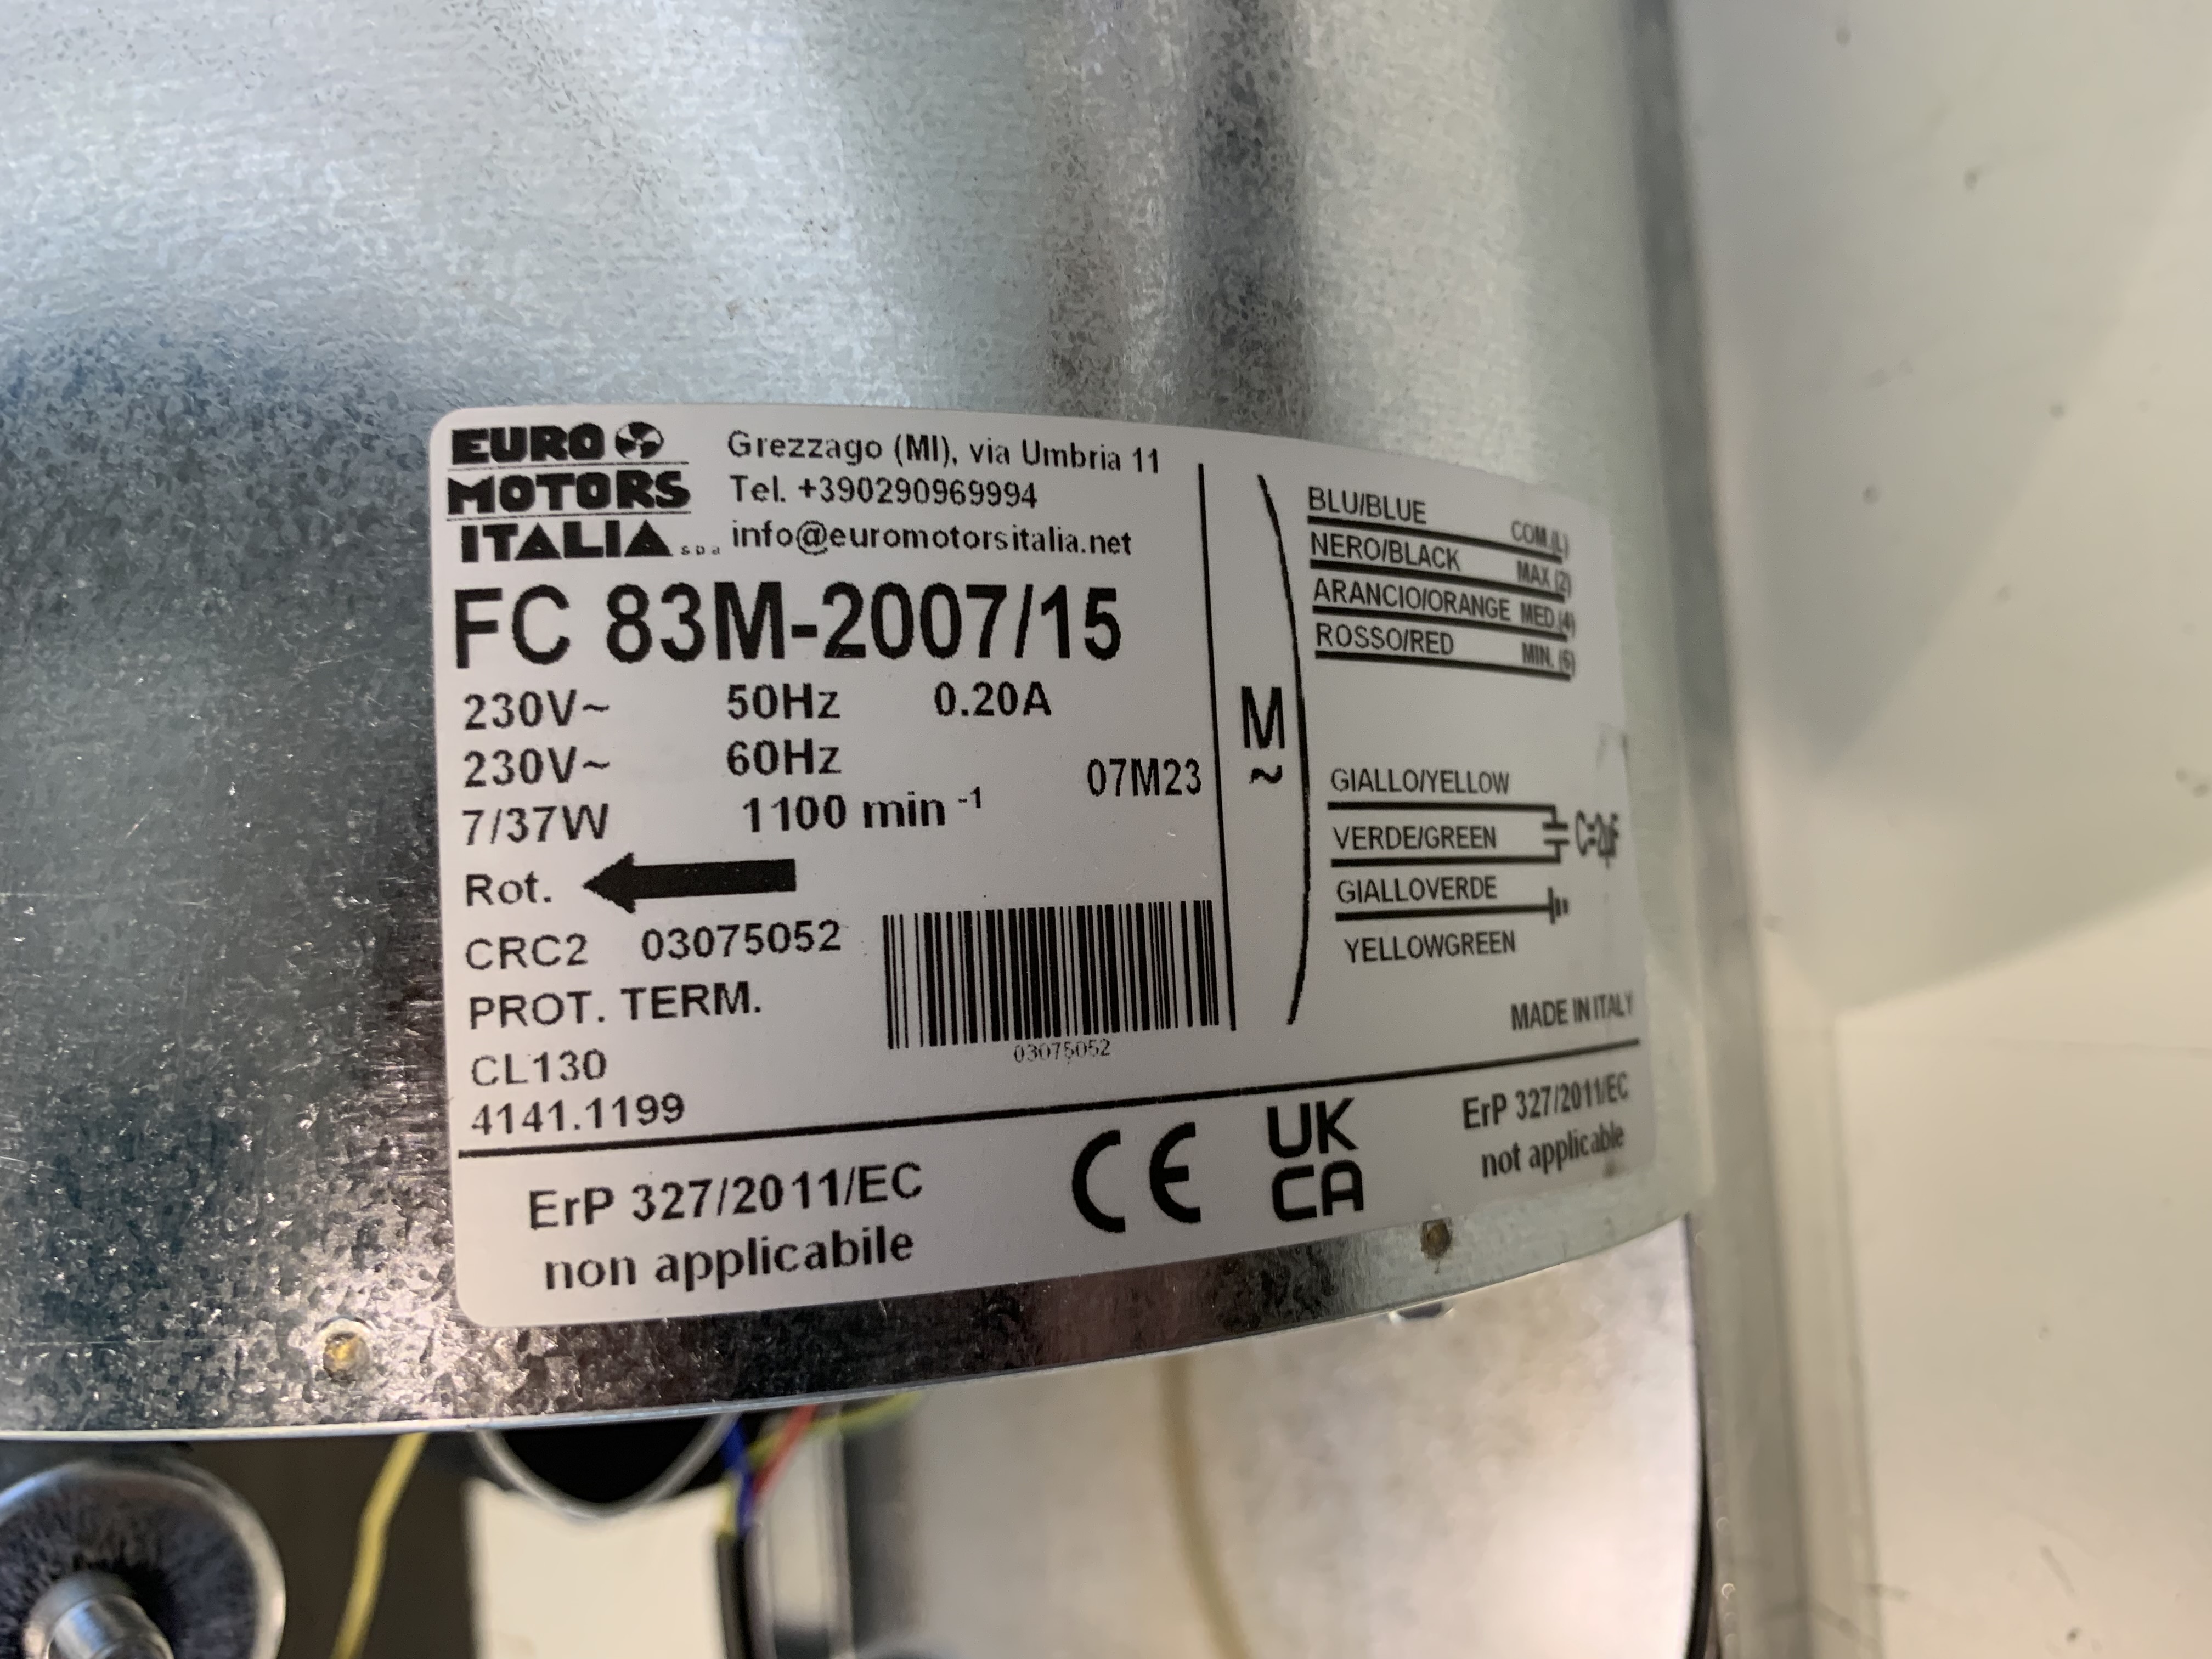 EURO
MOTORS
ITALIA s.p.a
Grezzago (MI), via Umbria 11
Tel. +390290969994
info@euromotorsitalia.net
FC 83M-2007/15
230V~ 50Hz 0.20A
230V~ 60Hz
7/37W 1100 min -1
07M23
Rot.
CRC2 03075052
PROT. TERM.
CL130
4141.1199
03075052
M
~
BLU/BLUE COM.(L)
NERO/BLACK MAX (2)
ARANCIO/ORANGE MED.(4)
ROSSO/RED MIN. (6)
GIALLO/YELLOW
VERDE/GREEN
C=2µF
GIALLOVERDE
YELLOWGREEN
MADE IN ITALY
ErP 327/2011/EC
non applicabile
CE
UK
CA
ErP 327/2011/EC
not applicable